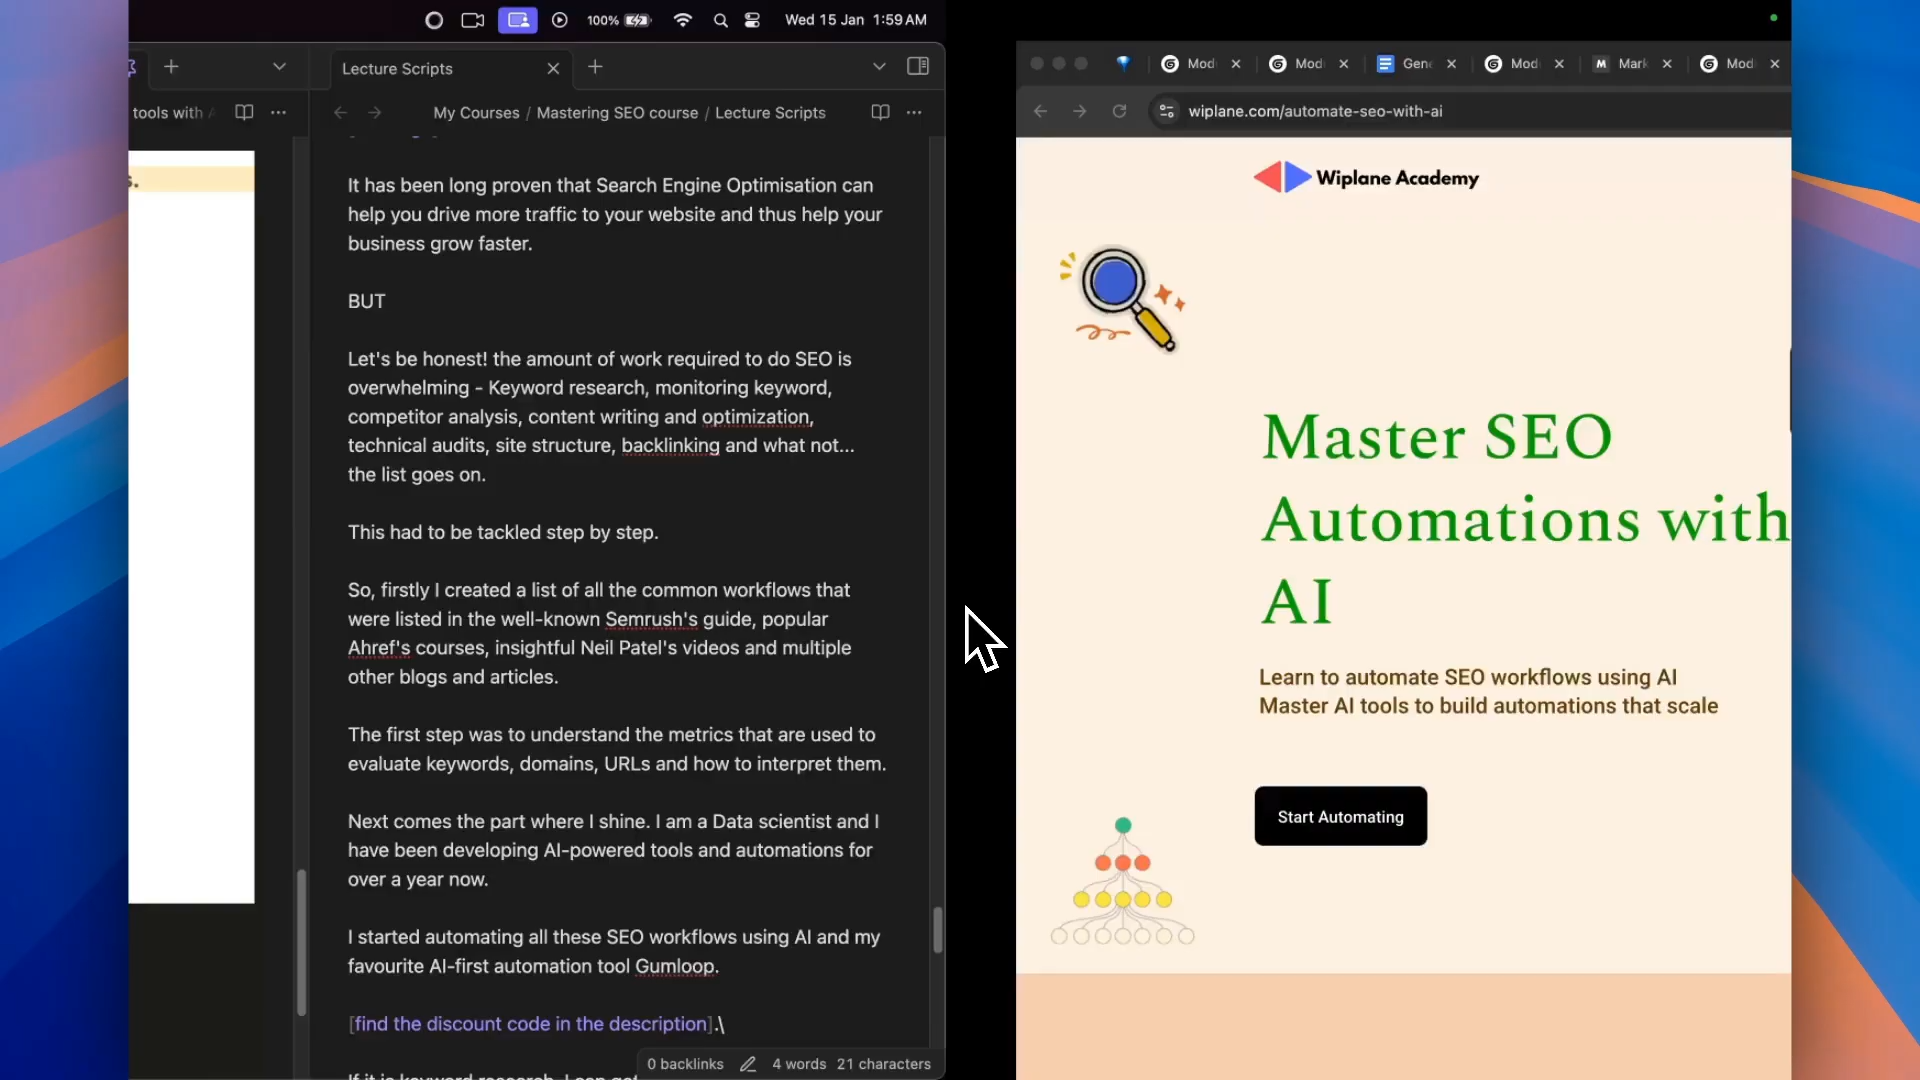 100%
Wed 15 Jan 1:59 AM
Lecture Scripts
tools with
My Courses / Mastering SEO course / Lecture Scripts
s.
It has been long proven that Search Engine Optimisation can
help you drive more traffic to your website and thus help your
business grow faster.
BUT
Let's be honest! the amount of work required to do SEO is
overwhelming - Keyword research, monitoring keyword,
competitor analysis, content writing and optimization,
technical audits, site structure, backlinking and what not...
the list goes on.
This had to be tackled step by step.
So, firstly I created a list of all the common workflows that
were listed in the well-known Semrush's guide, popular
Ahref's courses, insightful Neil Patel's videos and multiple
other blogs and articles.
The first step was to understand the metrics that are used to
evaluate keywords, domains, URLs and how to interpret them.
Next comes the part where I shine. I am a Data scientist and I
have been developing AI-powered tools and automations for
over a year now.
I started automating all these SEO workflows using AI and my
favourite AI-first automation tool Gumloop.
[find the discount code in the description].\
If it is keyword research, I can get
0 backlinks 4 words 21 characters
Mod Mod Gene Mod Mark Mod
wiplane.com/automate-seo-with-ai
Wiplane Academy
Master SEO
Automations with
AI
Learn to automate SEO workflows using AI
Master AI tools to build automations that scale
Start Automating